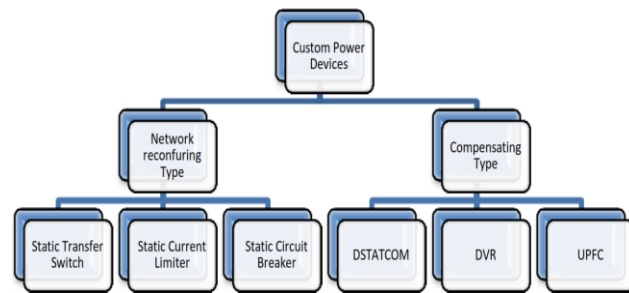 Custom Power
Devices
Network
reconfuring
Type
Compensating
Type
Static Transfer
Switch
Static Current
Limiter
Static Circuit
Breaker
DSTATCOM
DVR
UPFC